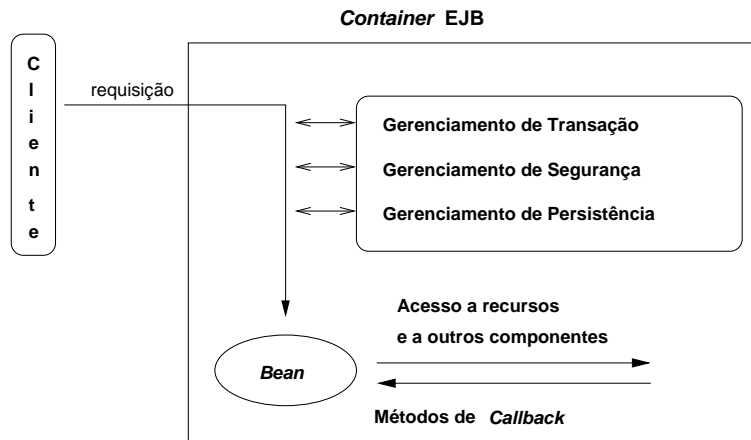 Container EJB
Cliente
requisição
Gerenciamento de Transação
Gerenciamento de Segurança
Gerenciamento de Persistência
Acesso a recursos
e a outros componentes
Bean
Métodos de Callback